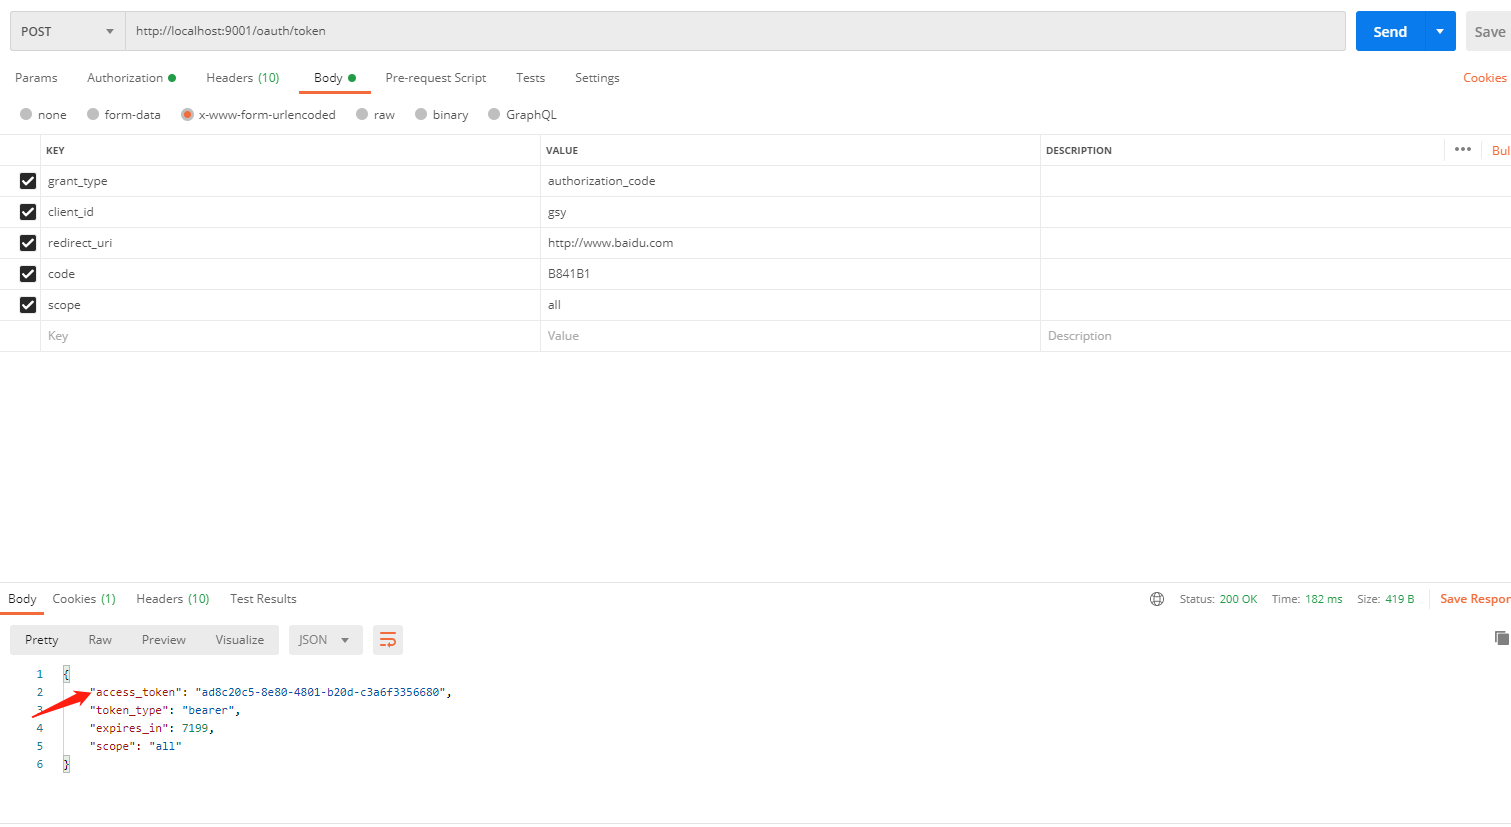 POST http://localhost:9001/oauth/token Send Save
Params Authorization Headers (10) Body Pre-request Script Tests Settings Cookies
none form-data x-www-form-urlencoded raw binary GraphQL
KEY VALUE DESCRIPTION ••• Bul
grant_type authorization_code
client_id gsy
redirect_uri http://www.baidu.com
code B841B1
scope all
Key Value Description
Body Cookies (1) Headers (10) Test Results Status: 200 OK Time: 182 ms Size: 419 B Save Respor
Pretty Raw Preview Visualize JSON
1 {
2 "access_token": "ad8c20c5-8e80-4801-b20d-c3a6f3356680",
3 "token_type": "bearer",
4 "expires_in": 7199,
5 "scope": "all"
6 }